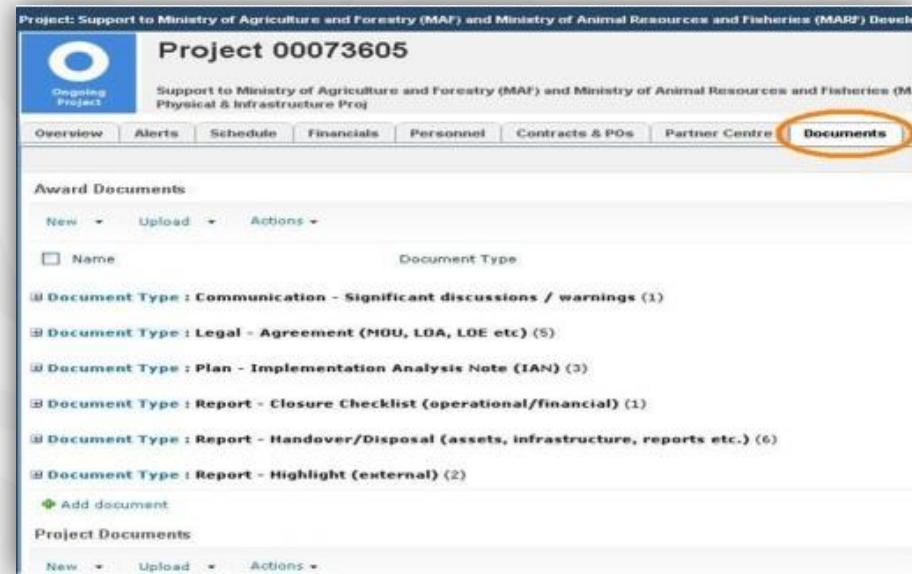 Project: Support to Ministry of Agriculture and Forestry (MAF) and Ministry of Animal Resources and Fisheries (MARF) Devel
Project 00073605
Ongoing
Project
Support to Ministry of Agriculture and Forestry (MAF) and Ministry of Animal Resources and Fisheries (M
Physical & Infrastructure Proj
Overview Alerts Schedule Financials Personnel Contracts & POs Partner Centre Documents
Award Documents
New Upload Actions
Name Document Type
Document Type : Communication - Significant discussions / warnings (1)
Document Type : Legal - Agreement (MOU, LOA, LOE etc) (5)
Document Type : Plan - Implementation Analysis Note (IAN) (3)
Document Type : Report - Closure Checklist (operational/financial) (1)
Document Type : Report - Handover/Disposal (assets, infrastructure, reports etc.) (6)
Document Type : Report - Highlight (external) (2)
Add document
Project Documents
New Upload Actions